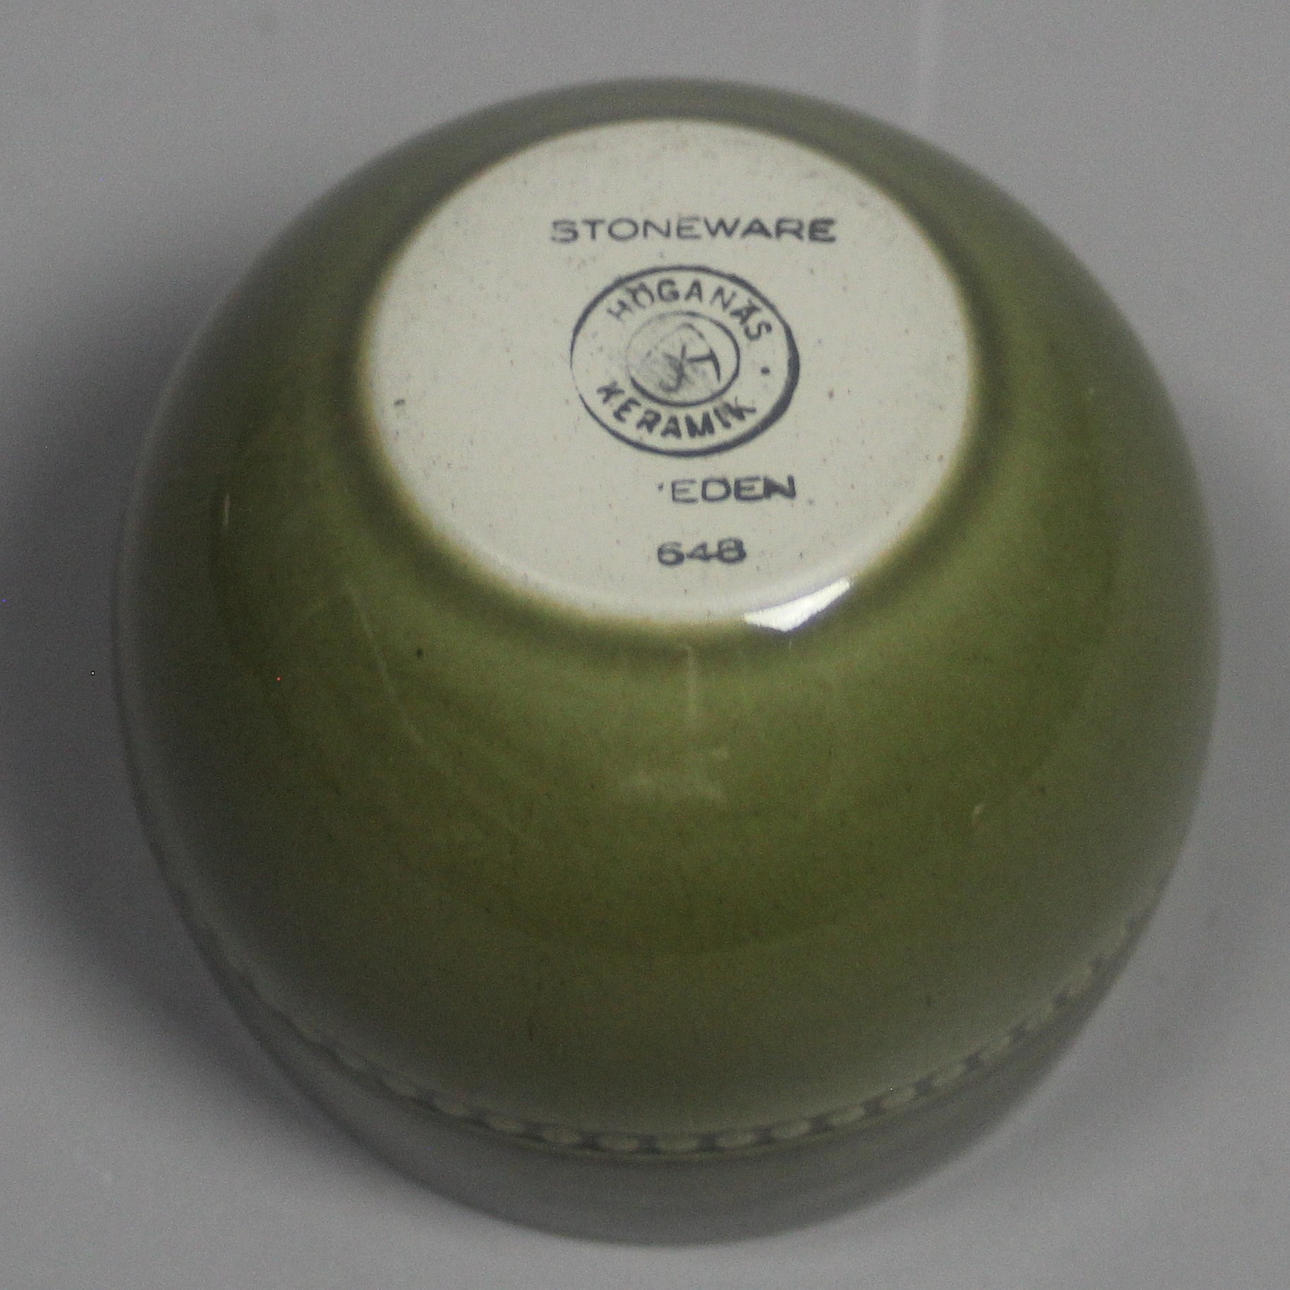 STONEWARE
HÖGANÄS
KERAMIK
'EDEN
648